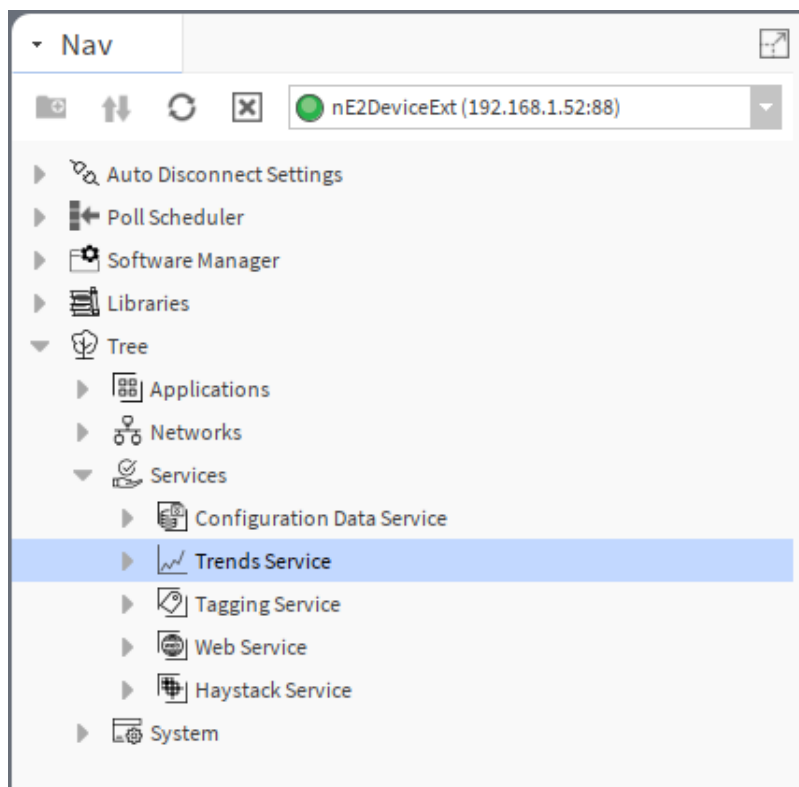 Nav
nE2DeviceExt (192.168.1.52:88)
Auto Disconnect Settings
Poll Scheduler
Software Manager
Libraries
Tree
Applications
Networks
Services
Configuration Data Service
Trends Service
Tagging Service
Web Service
Haystack Service
System